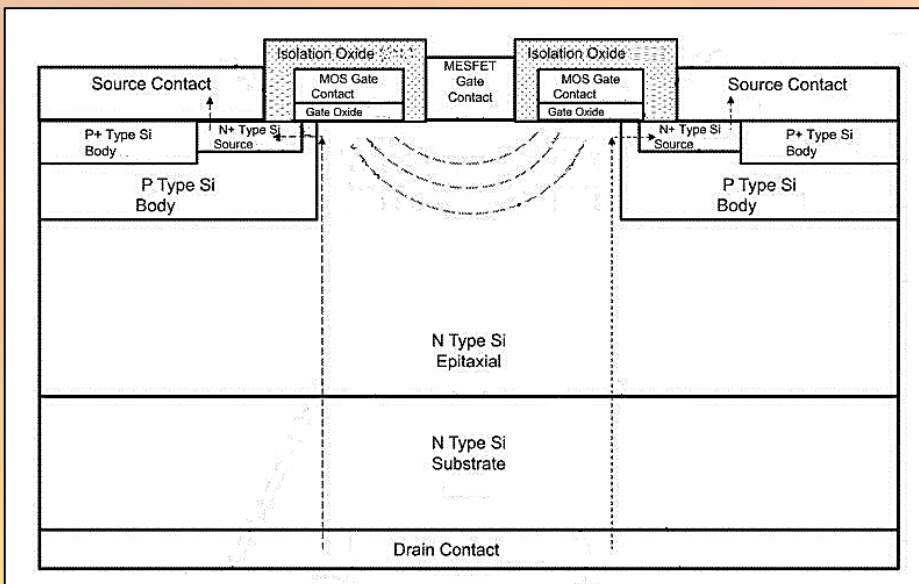 Isolation Oxide
Isolation Oxide
MESFET
Gate
Contact
Source Contact
MOS Gate
Contact
MOS Gate
Contact
Source Contact
Gate Oxide
Gate Oxide
P+ Type Si
Body
N+ Type Si
Source
N+ Type Si
Source
P+ Type Si
Body
P Type Si
Body
P Type Si
Body
N Type Si
Epitaxial
N Type Si
Substrate
Drain Contact